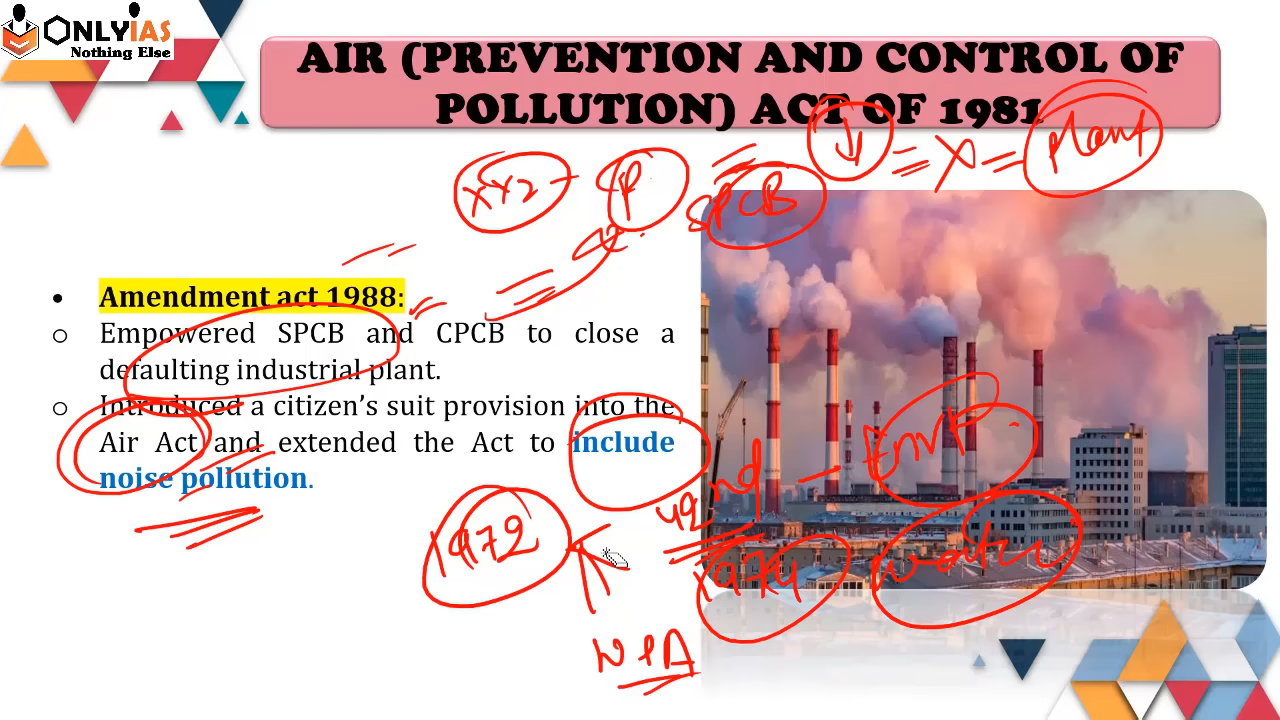 ONLYIAS
Nothing Else
AIR (PREVENTION AND CONTROL OF
POLLUTION) ACT OF 1981
XYZ - P SPCB
= X = Plant
• Amendment act 1988:
o Empowered SPCB and CPCB to close a
defaulting industrial plant.
o Introduced a citizen's suit provision into the
Air Act and extended the Act to include
noise pollution.
42nd -
1972
1974 water
WPA